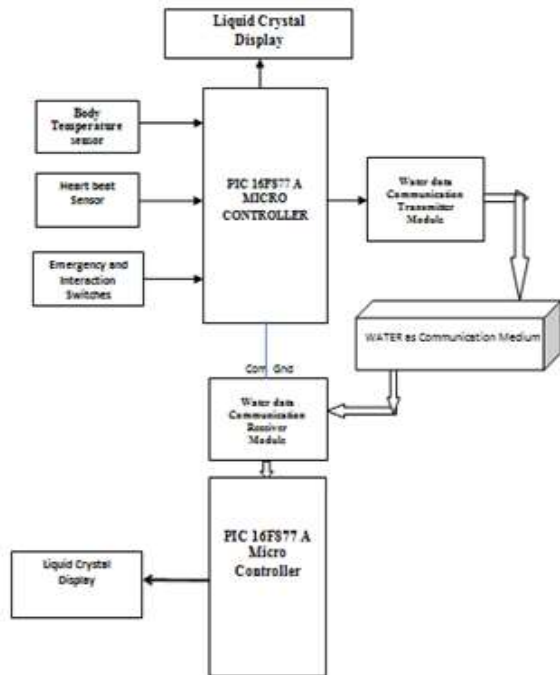 Liquid Crystal
Display
Body
Temperature
sensor
Heart beat
Sensor
Emergency and
Interaction
Switches
PIC 16F877 A
MICRO
CONTROLLER
Water data
Communication
Transmitter
Module
WATER as Communication Medium
Com Gnd
Water data
Communication
Receiver
Module
PIC 16F877 A
Micro
Controller
Liquid Crystal
Display